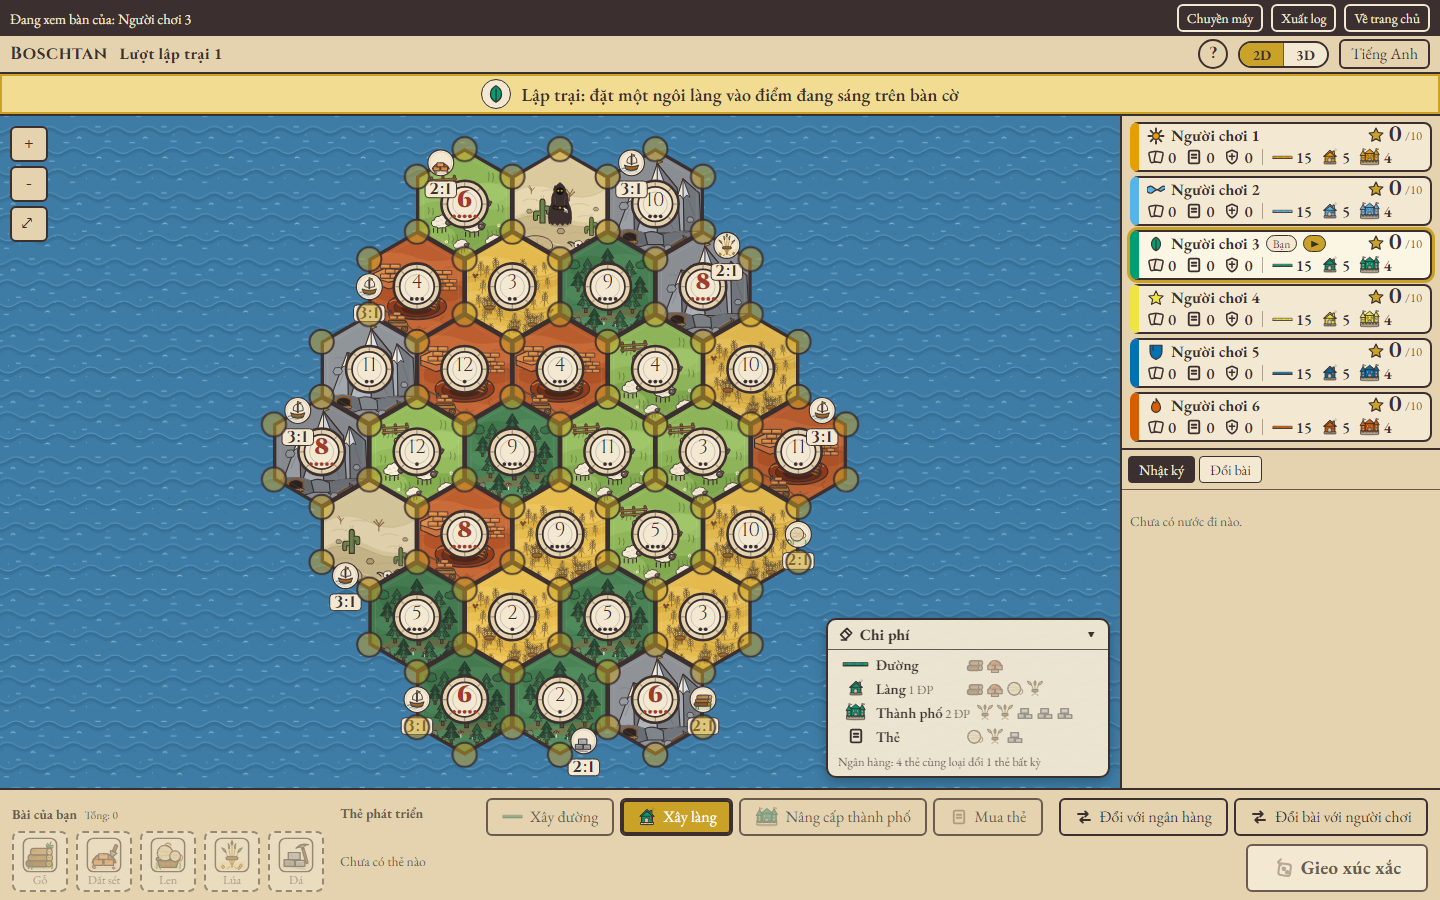 Đang xem bàn của: Người chơi 3
Chuyền máy
Xuất log
Về trang chủ
BOSCHTAN
Lượt lập trại 1
?
2D
3D
Tiếng Anh
Lập trại: đặt một ngôi làng vào điểm đang sáng trên bàn cờ
+
-
2:1
6
3:1
10
4
3
9
8
2:1
3:1
11
12
4
4
10
3:1
8
12
9
11
3
11
3:1
8
9
5
10
2:1
3:1
5
2
5
3
6
2
6
3:1
2:1
2:1
Người chơi 1
0 /10
0 0 0 15 5 4
Người chơi 2
0 /10
0 0 0 15 5 4
Người chơi 3 Bạn
0 /10
0 0 0 15 5 4
Người chơi 4
0 /10
0 0 0 15 5 4
Người chơi 5
0 /10
0 0 0 15 5 4
Người chơi 6
0 /10
0 0 0 15 5 4
Nhật ký
Đổi bài
Chưa có nước đi nào.
Chi phí
Đường
Làng 1 ĐP
Thành phố 2 ĐP
Thẻ
Ngân hàng: 4 thẻ cùng loại đổi 1 thẻ bất kỳ
Bài của bạn Tổng: 0
Gỗ
Đất sét
Len
Lúa
Đá
Thẻ phát triển
Chưa có thẻ nào
Xây đường
Xây làng
Nâng cấp thành phố
Mua thẻ
Đổi với ngân hàng
Đổi bài với người chơi
Gieo xúc xắc